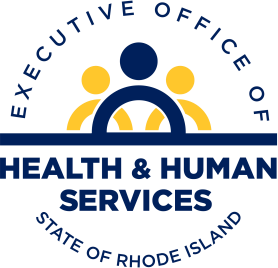 EXECUTIVE OFFICE OF
HEALTH & HUMAN
SERVICES
STATE OF RHODE ISLAND